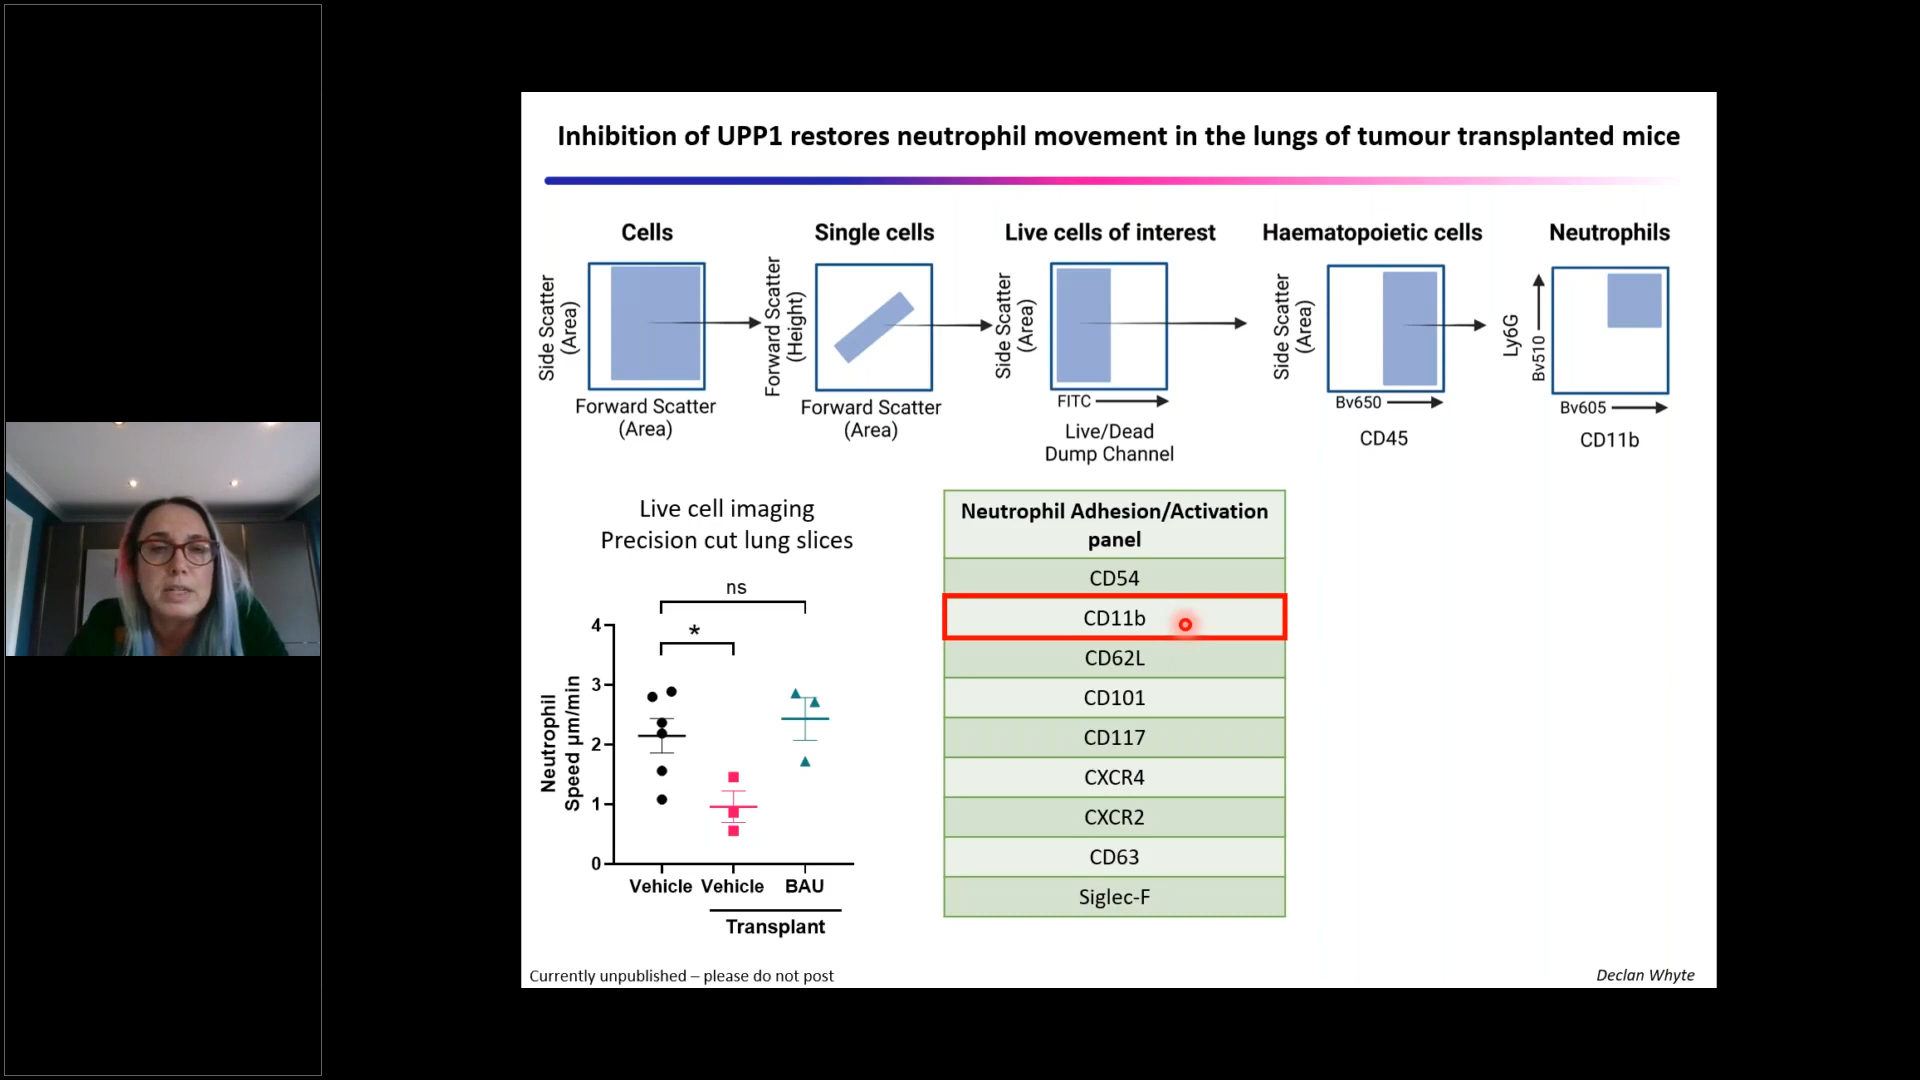 Inhibition of UPP1 restores neutrophil movement in the lungs of tumour transplanted mice
Cells
Single cells
Live cells of interest
Haematopoietic cells
Neutrophils
Side Scatter
(Area)
Forward Scatter
(Area)
Forward Scatter
(Height)
Forward Scatter
(Area)
Side Scatter
(Area)
FITC
Live/Dead
Dump Channel
Side Scatter
(Area)
Bv650
CD45
Ly6G
Bv510
Bv605
CD11b
Live cell imaging
Precision cut lung slices
ns
*
4
3
2
1
0
Neutrophil
Speed µm/min
Vehicle Vehicle BAU
Transplant
Neutrophil Adhesion/Activation
panel
CD54
CD11b
CD62L
CD101
CD117
CXCR4
CXCR2
CD63
Siglec-F
Currently unpublished – please do not post
Declan Whyte